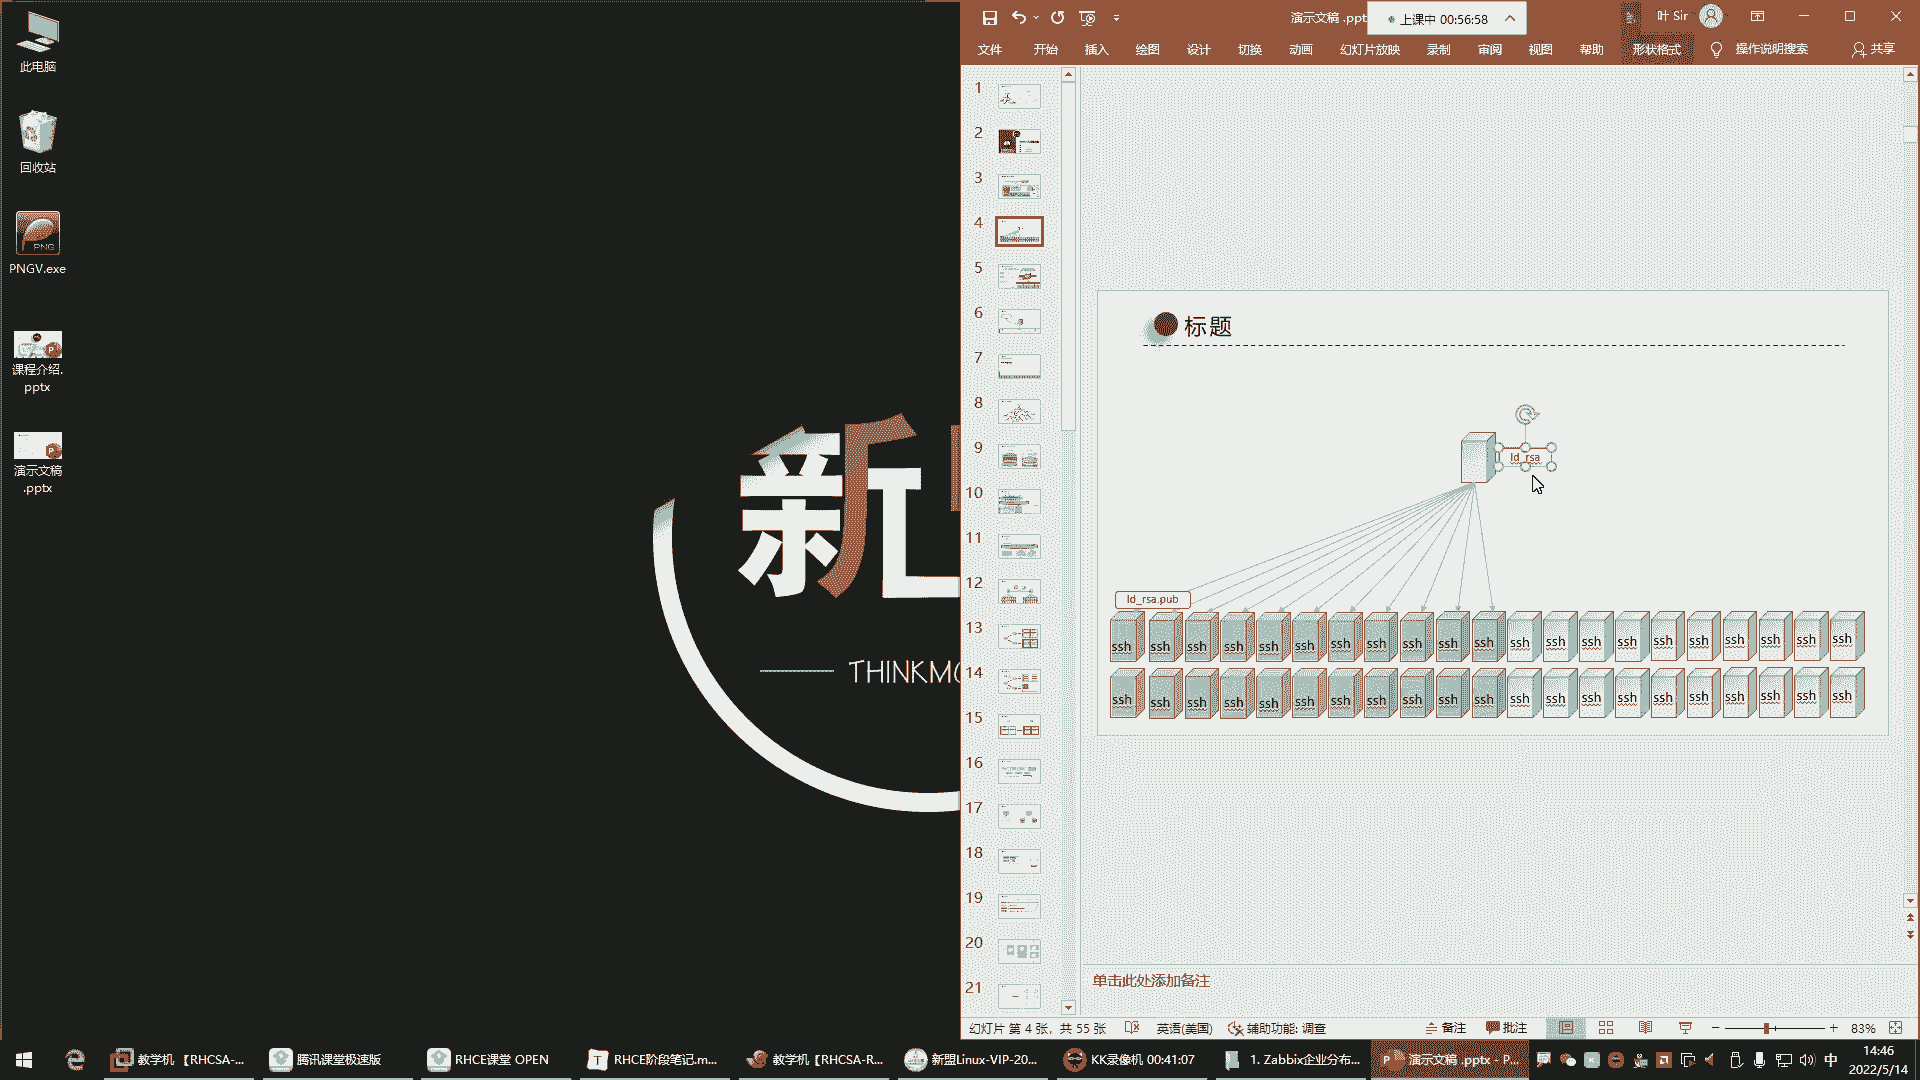 此电脑
回收站
PNG
PNGV.exe
课程介绍.
pptx
演示文稿
.pptx
新
THINKMO
演示文稿 .ppt
上课中 00:56:58
叶 Sir
文件 开始 插入 绘图 设计 切换 动画 幻灯片放映 录制 审阅 视图 帮助 形状格式 操作说明搜索 共享
1
2
3
4
5
6
7
8
9
10
11
12
13
14
15
16
17
18
19
20
21
标题
Id_rsa
Id_rsa.pub
ssh ssh ssh ssh ssh ssh ssh ssh ssh ssh ssh ssh ssh ssh ssh ssh ssh ssh ssh ssh ssh
ssh ssh ssh ssh ssh ssh ssh ssh ssh ssh ssh ssh ssh ssh ssh ssh ssh ssh ssh ssh ssh
单击此处添加备注
幻灯片 第 4 张，共 55 张 英语(美国) 辅助功能: 调查 备注 批注 83%
教学机 【RHCSA-... 腾讯课堂极速版 RHCE课堂 OPEN RHCE阶段笔记.m... 教学机【RHCSA-R... 新盟Linux-VIP-20... KK录像机 00:41:07 1. Zabbix企业分布... 演示文稿 .pptx - P... 中
14:46
2022/5/14